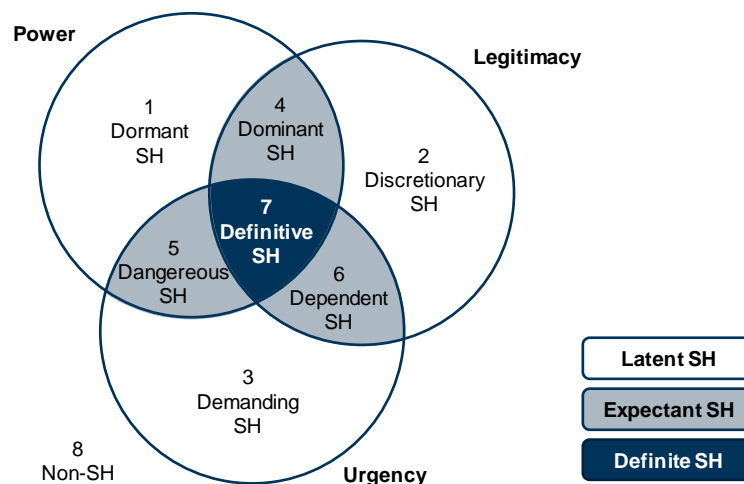 Power
Legitimacy
1
Dormant
SH
4
Dominant
SH
2
Discretionary
SH
7
Definitive
SH
5
Dangereous
SH
6
Dependent
SH
3
Demanding
SH
8
Non-SH
Urgency
Latent SH
Expectant SH
Definite SH